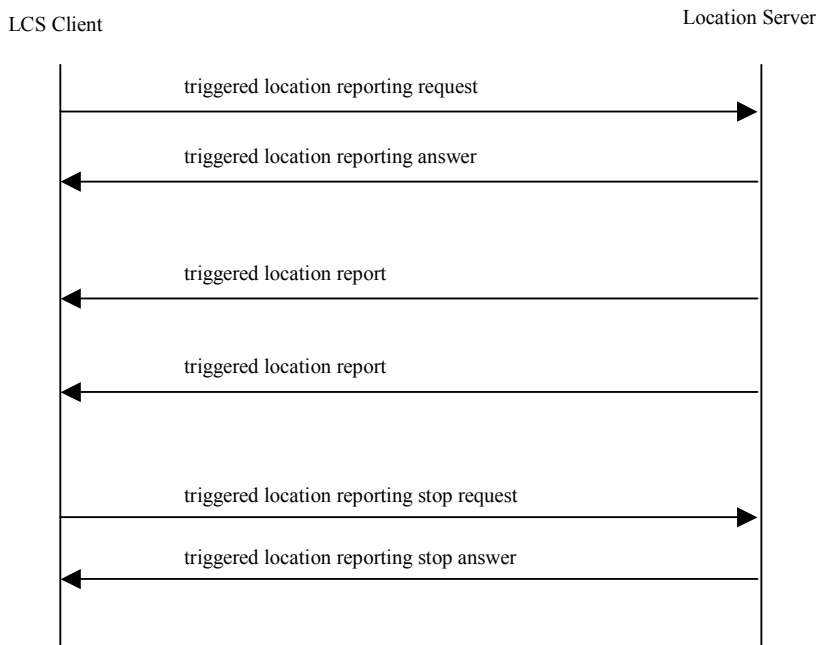 LCS Client
Location Server
triggered location reporting request
triggered location reporting answer
triggered location report
triggered location report
triggered location reporting stop request
triggered location reporting stop answer